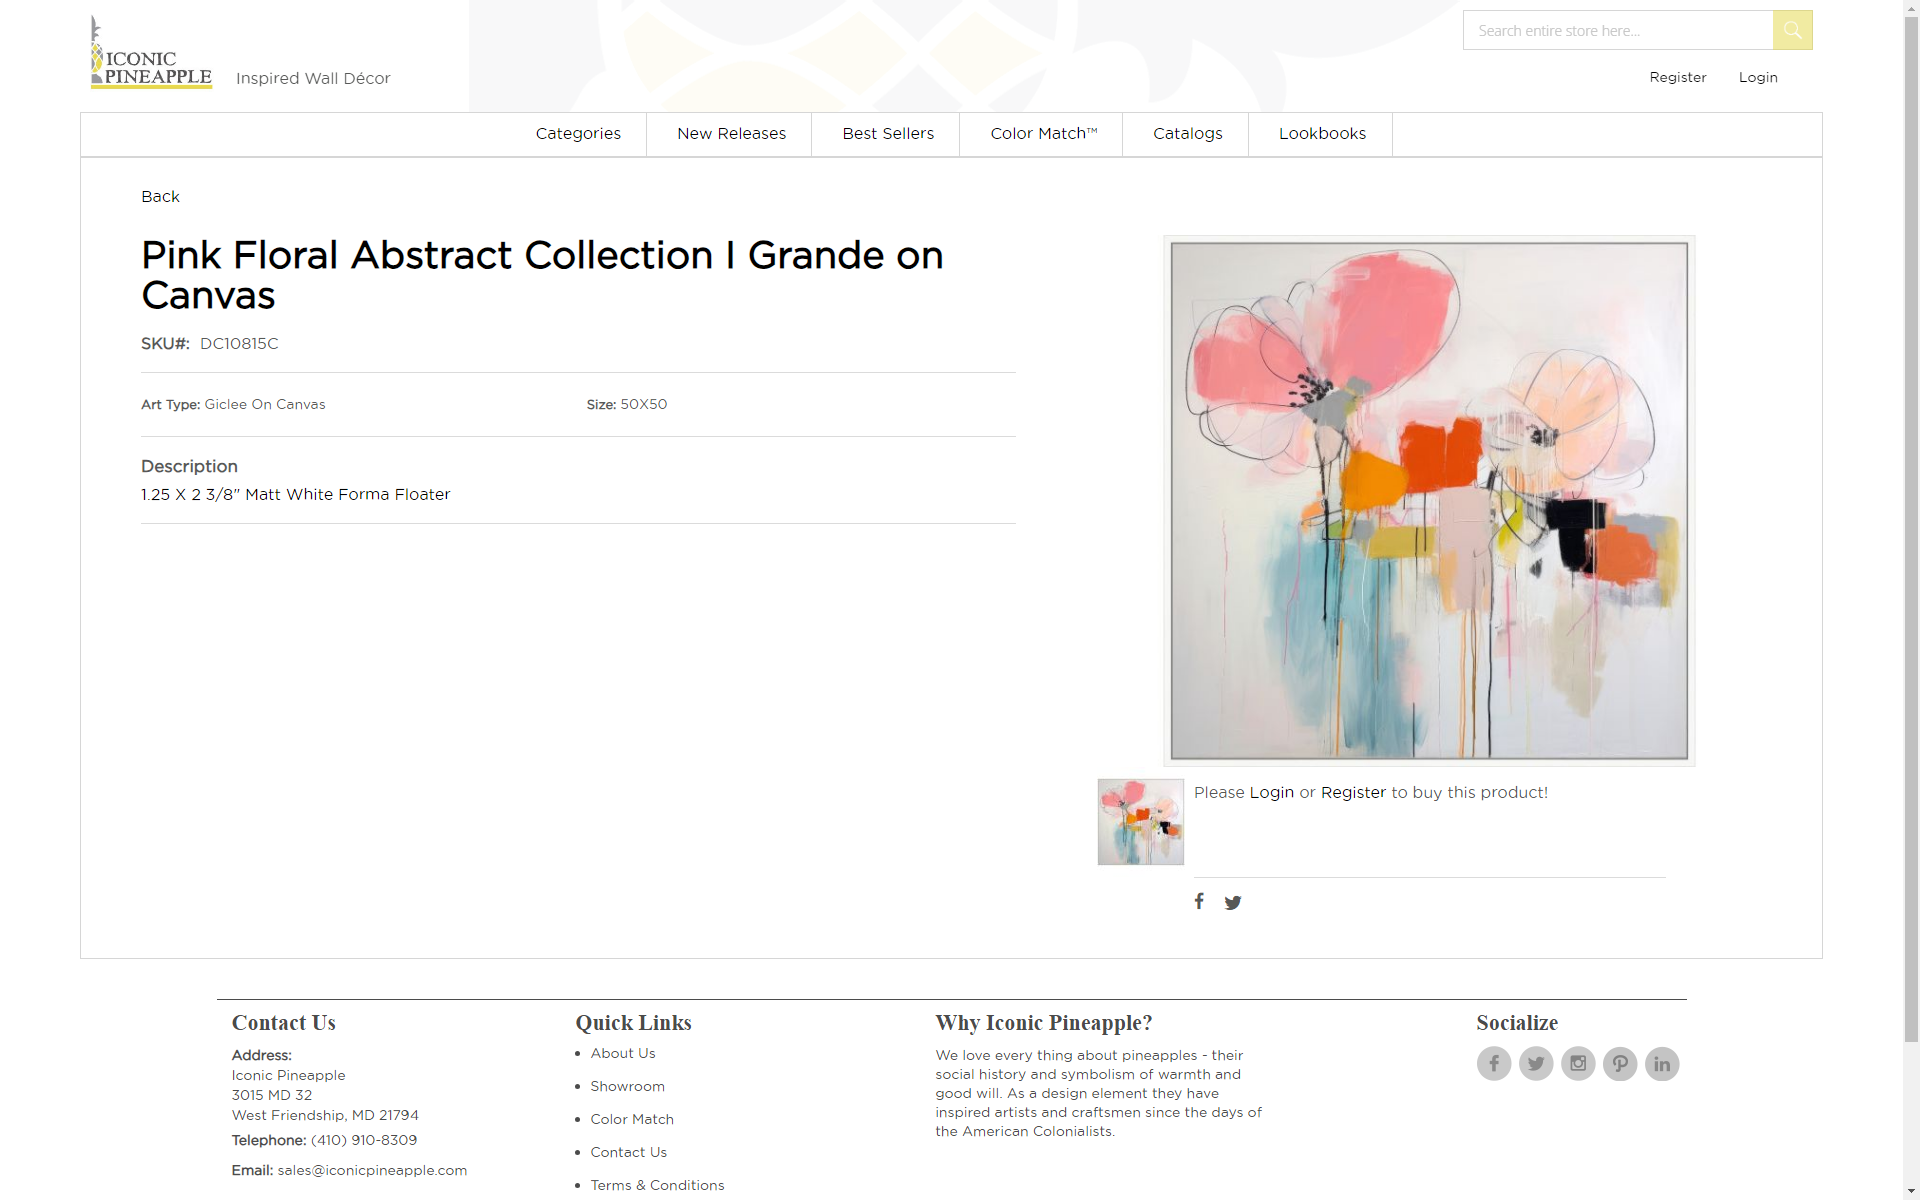 ICONIC
PINEAPPLE
Inspired Wall Décor
Search entire store here...
Register
Login
Categories
New Releases
Best Sellers
Color Match™
Catalogs
Lookbooks
Back
Pink Floral Abstract Collection I Grande on
Canvas
SKU#: DC10815C
Art Type: Giclee On Canvas
Size: 50X50
Description
1.25 X 2 3/8" Matt White Forma Floater
Please Login or Register to buy this product!
Contact Us
Address:
Iconic Pineapple
3015 MD 32
West Friendship, MD 21794
Telephone: (410) 910-8309
Email: sales@iconicpineapple.com
Quick Links
About Us
Showroom
Color Match
Contact Us
Terms & Conditions
Why Iconic Pineapple?
We love every thing about pineapples - their
social history and symbolism of warmth and
good will. As a design element they have
inspired artists and craftsmen since the days of
the American Colonialists.
Socialize